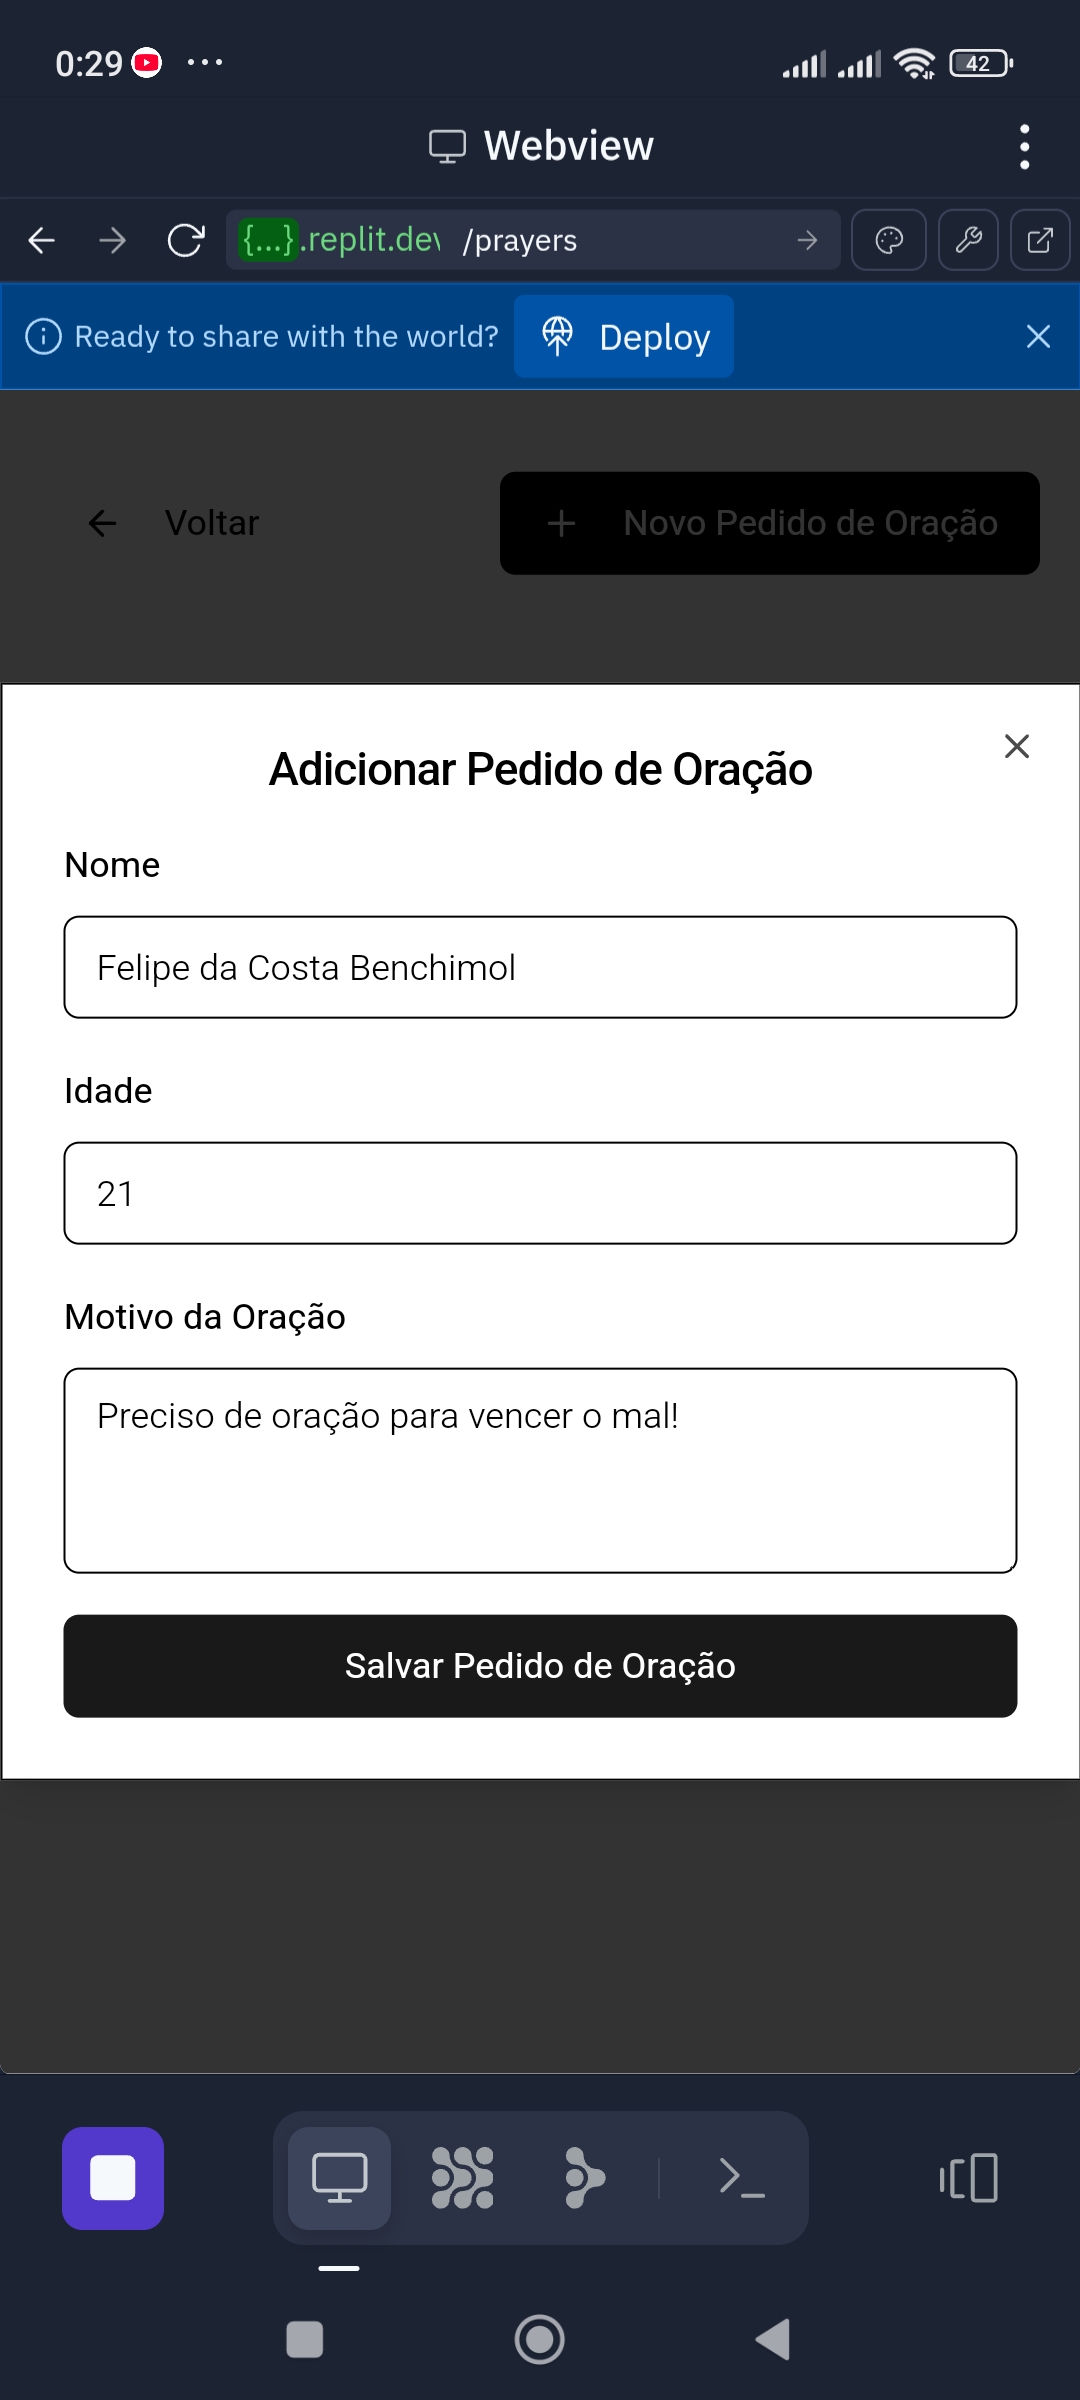 0:29
42
Webview
{...}.replit.dev /prayers
Ready to share with the world? Deploy
Voltar
Novo Pedido de Oração
Adicionar Pedido de Oração
Nome
Felipe da Costa Benchimol
Idade
21
Motivo da Oração
Preciso de oração para vencer o mal!
Salvar Pedido de Oração